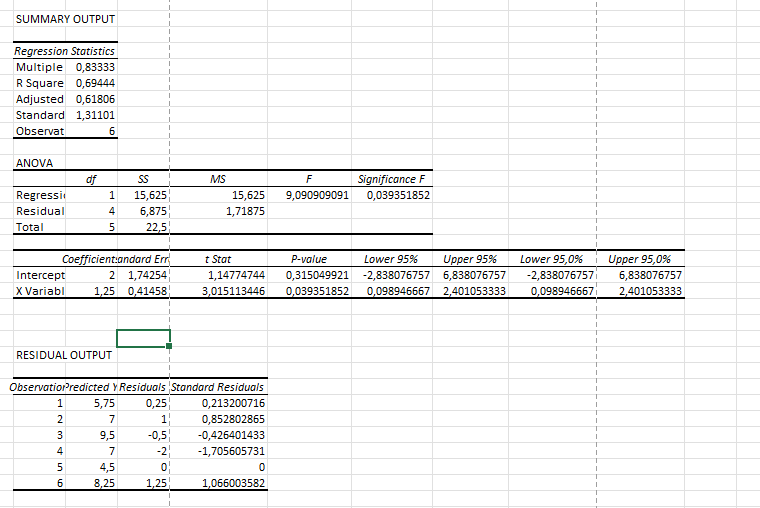 SUMMARY OUTPUT
Regression Statistics
Multiple 0,83333
R Square 0,69444
Adjusted 0,61806
Standard 1,31101
Observat 6
ANOVA
df SS MS F Significance F
Regressi 1 15,625 15,625 9,090909091 0,039351852
Residual 4 6,875 1,71875
Total 5 22,5
Coefficient andard Err t Stat P-value Lower 95% Upper 95% Lower 95,0% Upper 95,0%
Intercept 2 1,74254 1,14774744 0,315049921 -2,838076757 6,838076757 -2,838076757 6,838076757
X Variabl 1,25 0,41458 3,015113446 0,039351852 0,098946667 2,401053333 0,098946667 2,401053333
RESIDUAL OUTPUT
Observation Predicted Y Residuals Standard Residuals
1 5,75 0,25 0,213200716
2 7 1 0,852802865
3 9,5 -0,5 -0,426401433
4 7 -2 -1,705605731
5 4,5 0 0
6 8,25 1,25 1,066003582